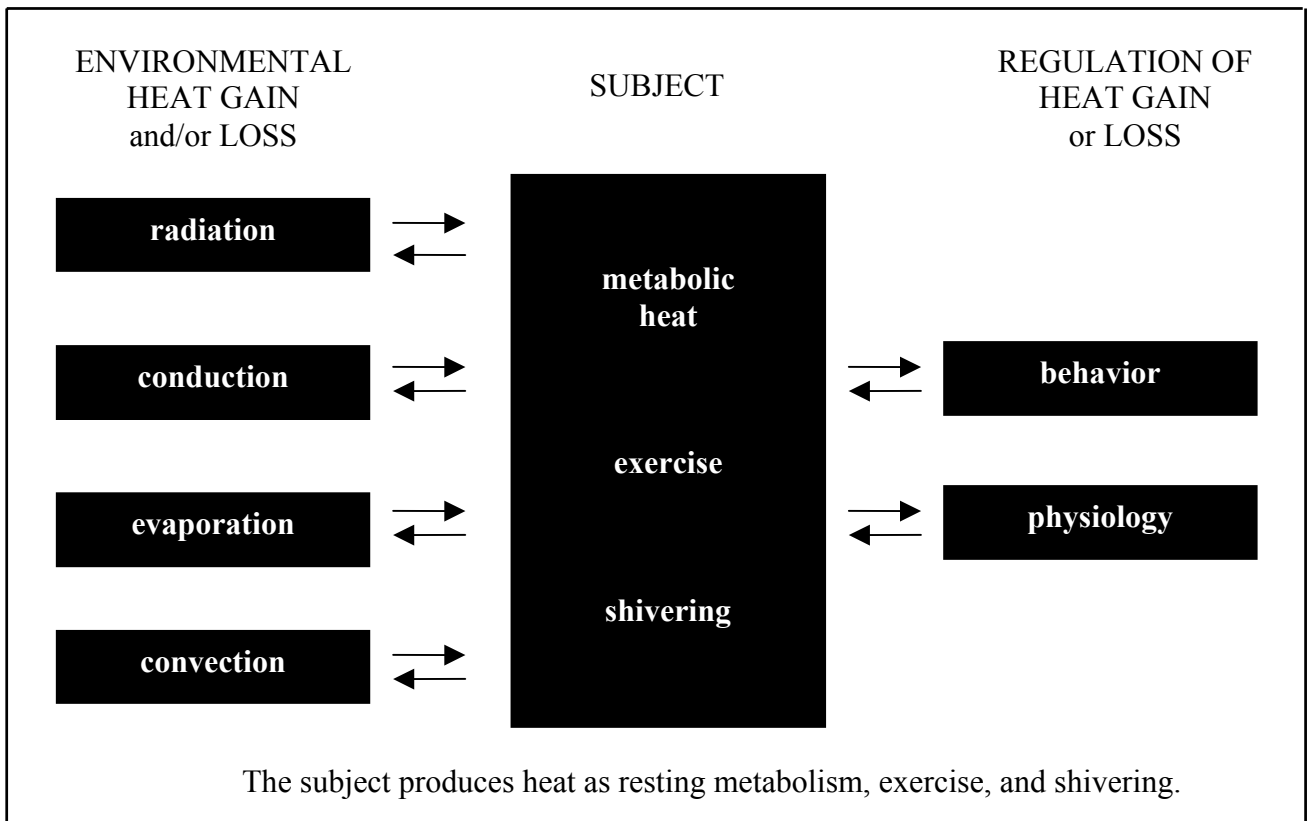 ENVIRONMENTAL
HEAT GAIN
and/or LOSS
SUBJECT
REGULATION OF
HEAT GAIN
or LOSS
radiation
conduction
evaporation
convection
metabolic
heat
exercise
shivering
behavior
physiology
The subject produces heat as resting metabolism, exercise, and shivering.